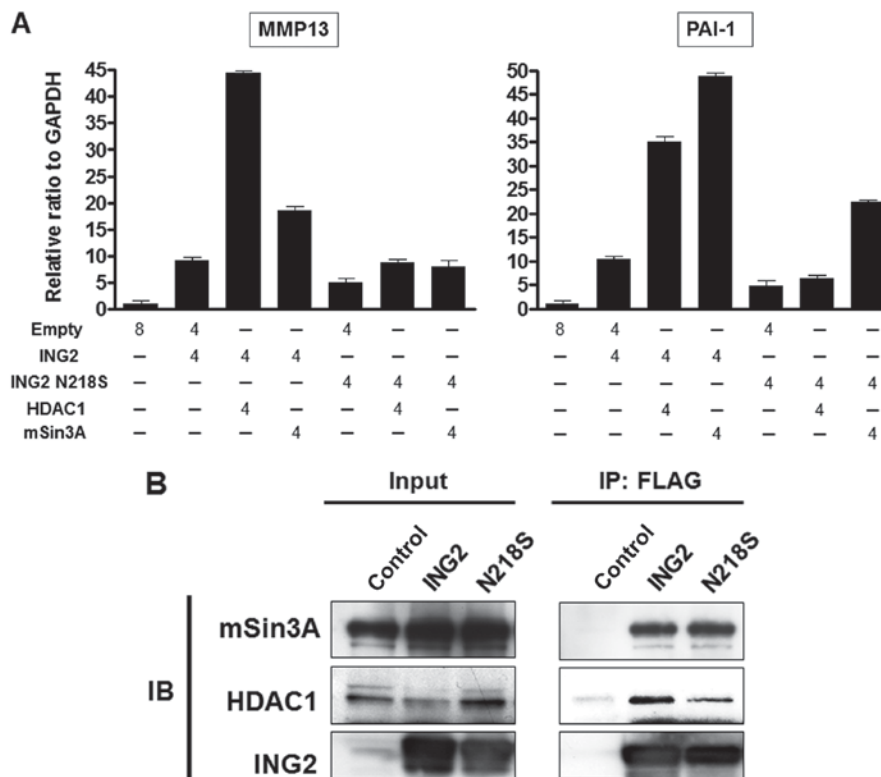 A
MMP13
PAI-1
Relative ratio to GAPDH
45
40
35
30
25
20
15
10
5
0
50
45
40
35
30
25
20
15
10
5
0
Empty 8 4 – – 4 – – 8 4 – – 4 – –
ING2 – 4 4 4 – – – – 4 4 4 – – –
ING2 N218S – – – – 4 4 4 – – – – 4 4 4
HDAC1 – – 4 – – 4 – – – 4 – – 4 –
mSin3A – – – 4 – – 4 – – – 4 – – 4
B
Input
IP: FLAG
Control ING2 N218S
Control ING2 N218S
IB
mSin3A
HDAC1
ING2